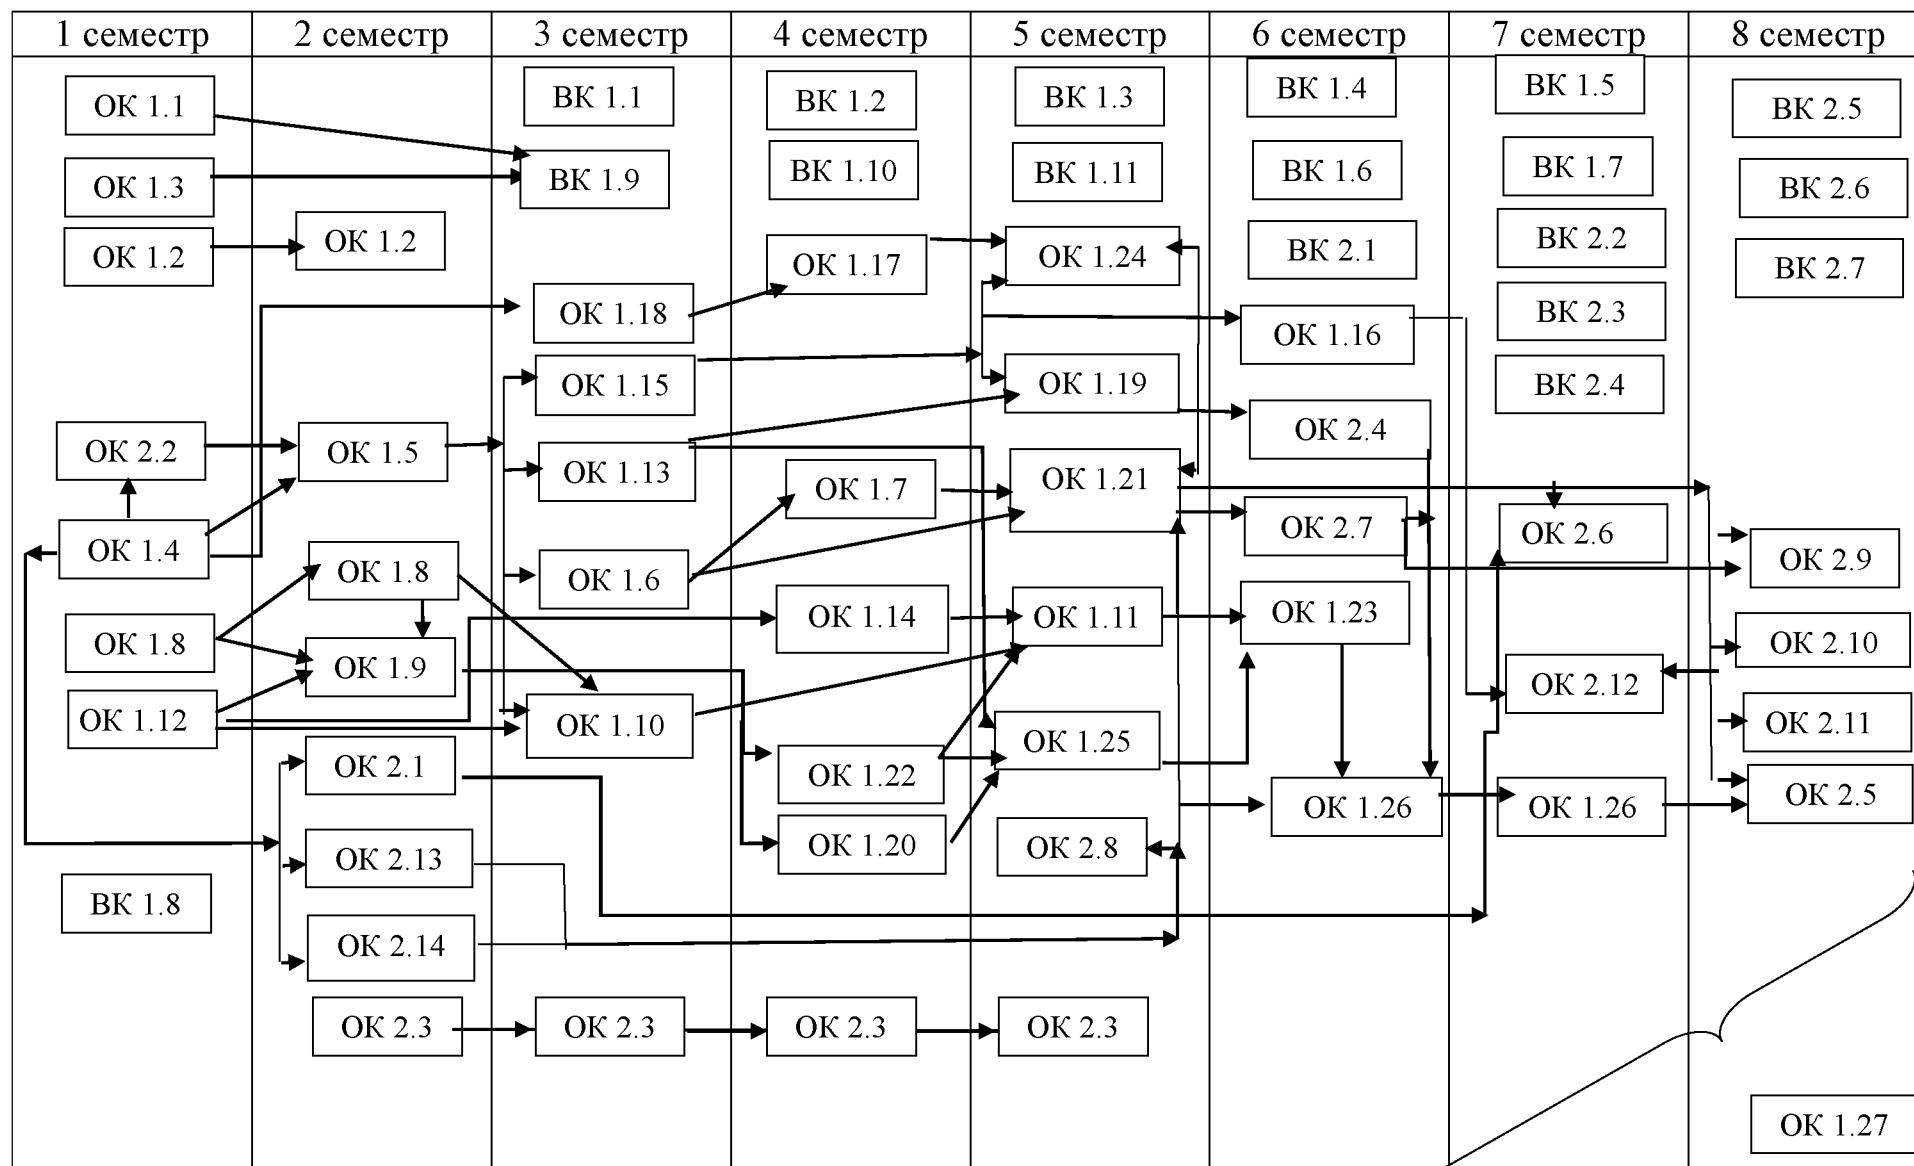 1 семестр
2 семестр
3 семестр
4 семестр
5 семестр
6 семестр
7 семестр
8 семестр
ОК 1.1
ОК 1.3
ОК 1.2
ОК 2.2
ОК 1.4
ОК 1.8
ОК 1.12
ВК 1.8
ОК 1.2
ОК 1.5
ОК 1.8
ОК 1.9
ОК 2.1
ОК 2.13
ОК 2.14
ОК 2.3
ВК 1.1
ВК 1.9
ОК 1.18
ОК 1.15
ОК 1.13
ОК 1.6
ОК 1.10
ОК 2.3
ВК 1.2
ВК 1.10
ОК 1.17
ОК 1.7
ОК 1.14
ОК 1.22
ОК 1.20
ОК 2.3
ВК 1.3
ВК 1.11
ОК 1.24
ОК 1.19
ОК 1.21
ОК 1.11
ОК 1.25
ОК 2.8
ОК 2.3
ВК 1.4
ВК 1.6
ВК 2.1
ОК 1.16
ОК 2.4
ОК 2.7
ОК 1.23
ОК 1.26
ВК 1.5
ВК 1.7
ВК 2.2
ВК 2.3
ВК 2.4
ОК 2.6
ОК 2.12
ОК 1.26
ВК 2.5
ВК 2.6
ВК 2.7
ОК 2.9
ОК 2.10
ОК 2.11
ОК 2.5
ОК 1.27